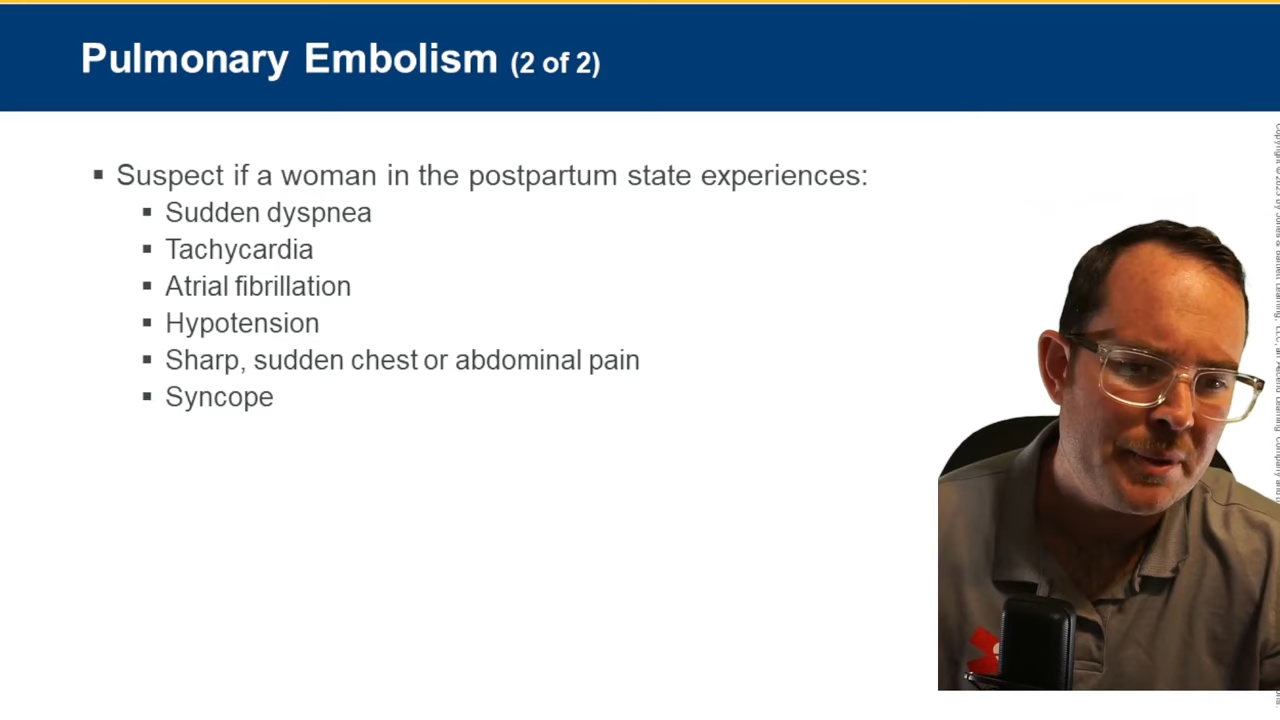 Pulmonary Embolism (2 of 2)
▪ Suspect if a woman in the postpartum state experiences:
▪ Sudden dyspnea
▪ Tachycardia
▪ Atrial fibrillation
▪ Hypotension
▪ Sharp, sudden chest or abdominal pain
▪ Syncope